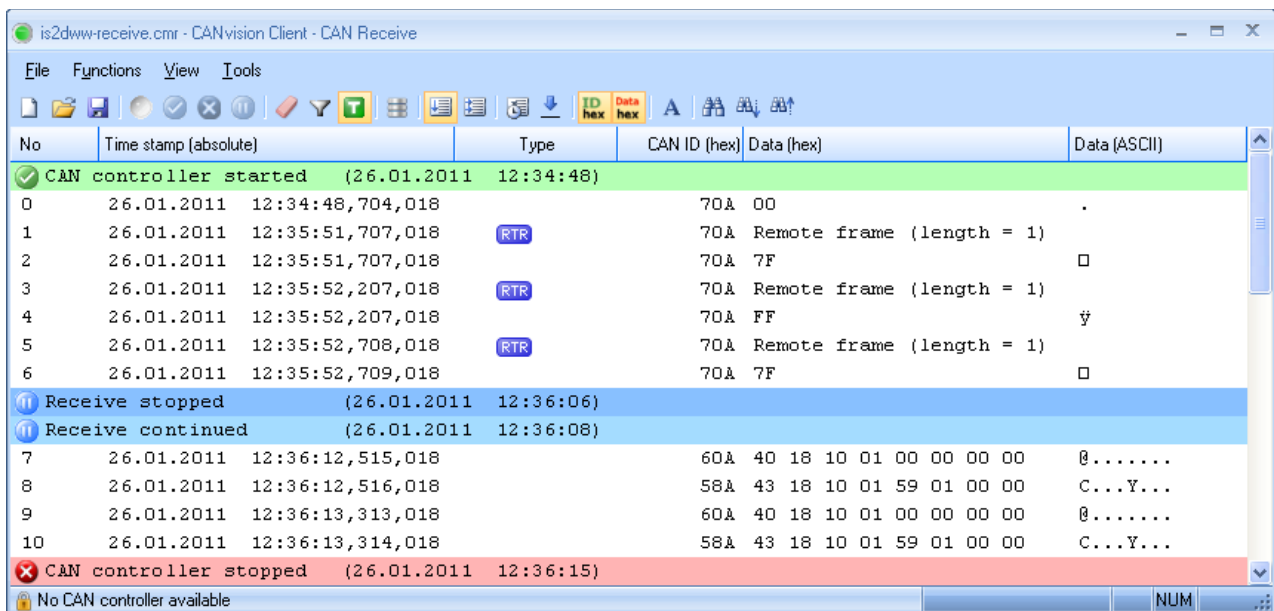 is2dww-receive.cmr - CANvision Client - CAN Receive
File Functions View Tools
T ID hex Data hex A
No Time stamp (absolute) Type CAN ID (hex) Data (hex) Data (ASCII)
CAN controller started (26.01.2011 12:34:48)
0 26.01.2011 12:34:48,704,018 70A 00 .
1 26.01.2011 12:35:51,707,018 RTR 70A Remote frame (length = 1)
2 26.01.2011 12:35:51,707,018 70A 7F □
3 26.01.2011 12:35:52,207,018 RTR 70A Remote frame (length = 1)
4 26.01.2011 12:35:52,207,018 70A FF ÿ
5 26.01.2011 12:35:52,708,018 RTR 70A Remote frame (length = 1)
6 26.01.2011 12:35:52,709,018 70A 7F □
Receive stopped (26.01.2011 12:36:06)
Receive continued (26.01.2011 12:36:08)
7 26.01.2011 12:36:12,515,018 60A 40 18 10 01 00 00 00 00 @.......
8 26.01.2011 12:36:12,516,018 58A 43 18 10 01 59 01 00 00 C...Y...
9 26.01.2011 12:36:13,313,018 60A 40 18 10 01 00 00 00 00 @.......
10 26.01.2011 12:36:13,314,018 58A 43 18 10 01 59 01 00 00 C...Y...
CAN controller stopped (26.01.2011 12:36:15)
No CAN controller available NUM